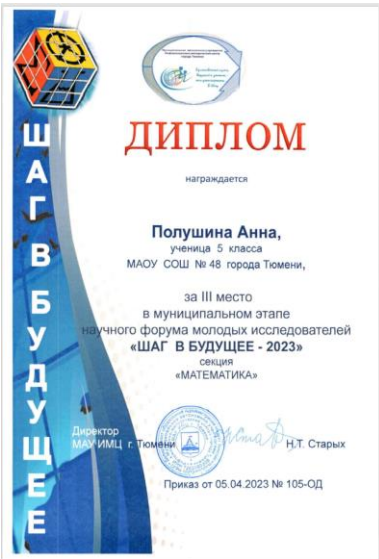 ДИПЛОМ
награждается
Полушина Анна,
ученица 5 класса
МАОУ СОШ № 48 города Тюмени,
за III место
в муниципальном этапе
научного форума молодых исследователей
«ШАГ В БУДУЩЕЕ - 2023»
секция
«МАТЕМАТИКА»
Директор
МАУ ИМЦ г. Тюмени
Н.Т. Старых
Приказ от 05.04.2023 № 105-ОД
ШАГ В БУДУЩЕЕ